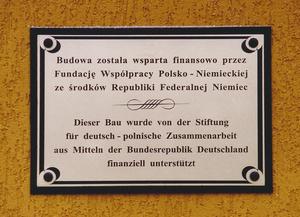 Budowa została wsparta finansowo przez
Fundację Współpracy Polsko - Niemieckiej
ze środków Republiki Federalnej Niemiec
Dieser Bau wurde von der Stiftung
für deutsch - polnische Zusammenarbeit
aus Mitteln der Bundesrepublik Deutschland
finanziell unterstützt